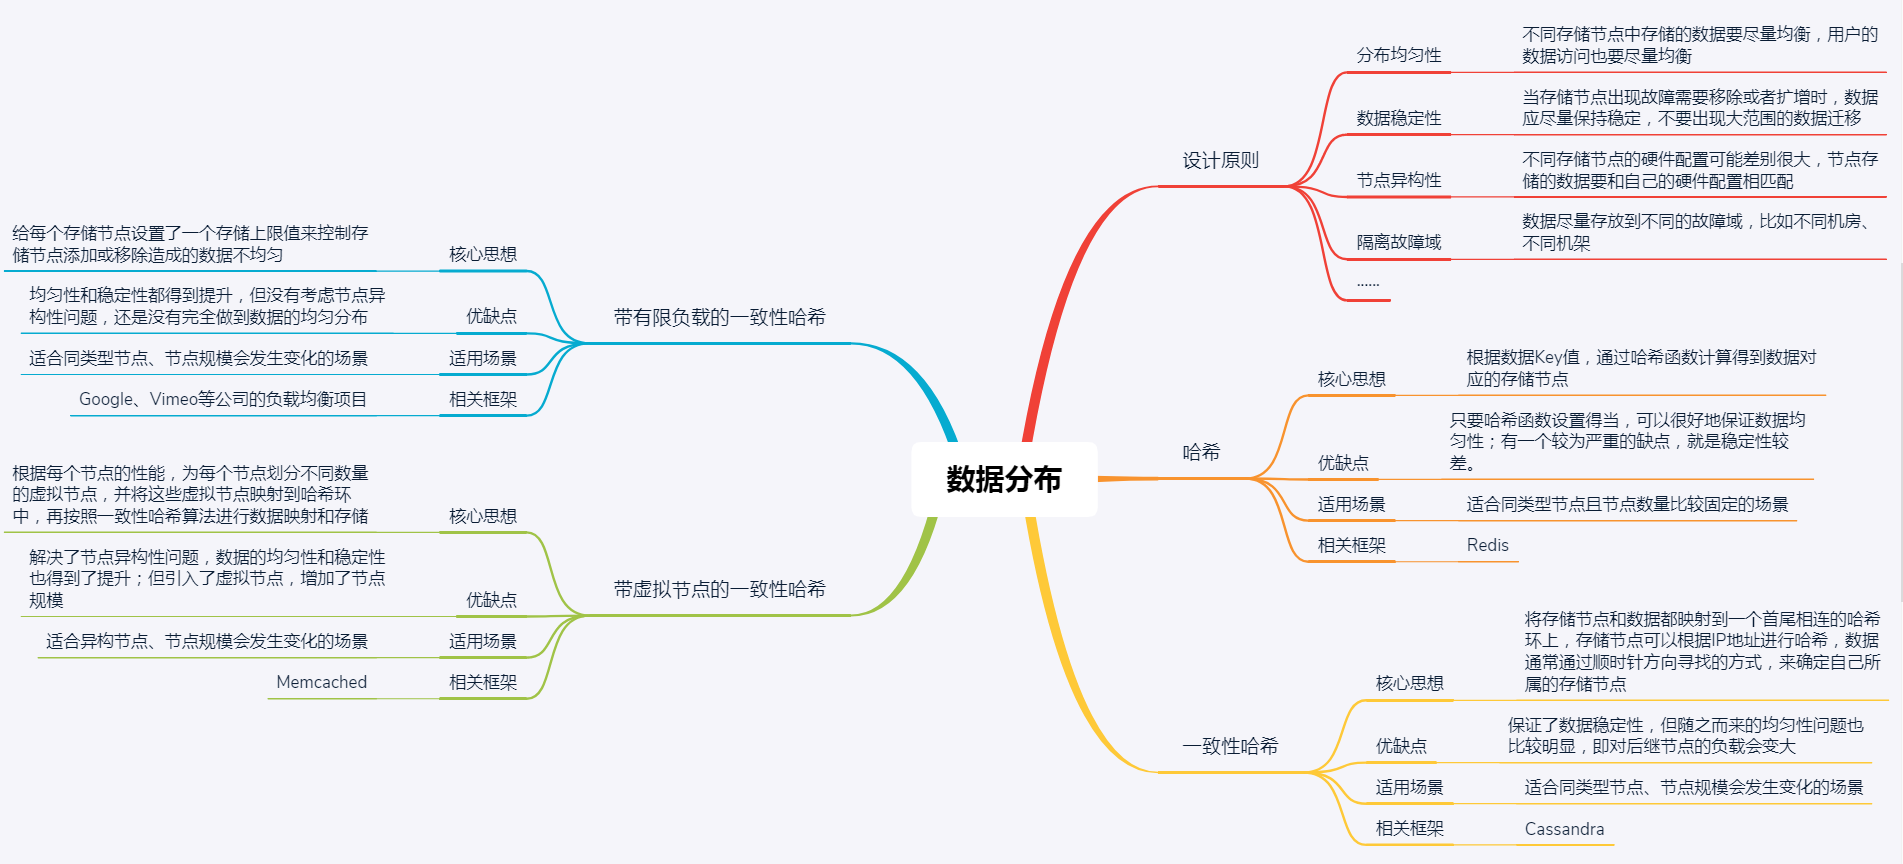 数据分布
设计原则
分布均匀性
不同存储节点中存储的数据要尽量均衡，用户的
数据访问也要尽量均衡
数据稳定性
当存储节点出现故障需要移除或者扩增时，数据
应尽量保持稳定，不要出现大范围的数据迁移
节点异构性
不同存储节点的硬件配置可能差别很大，节点存
储的数据要和自己的硬件配置相匹配
隔离故障域
数据尽量存放到不同的故障域，比如不同机房、
不同机架
......
哈希
核心思想
根据数据Key值，通过哈希函数计算得到数据对
应的存储节点
优缺点
只要哈希函数设置得当，可以很好地保证数据均
匀性；有一个较为严重的缺点，就是稳定性较
差。
适用场景
适合同类型节点且节点数量比较固定的场景
相关框架
Redis
一致性哈希
核心思想
将存储节点和数据都映射到一个首尾相连的哈希
环上，存储节点可以根据IP地址进行哈希，数据
通常通过顺时针方向寻找的方式，来确定自己所
属的存储节点
优缺点
保证了数据稳定性，但随之而来的均匀性问题也
比较明显，即对后继节点的负载会变大
适用场景
适合同类型节点、节点规模会发生变化的场景
相关框架
Cassandra
带有限负载的一致性哈希
核心思想
给每个存储节点设置了一个存储上限值来控制存
储节点添加或移除造成的数据不均匀
优缺点
均匀性和稳定性都得到提升，但没有考虑节点异
构性问题，还是没有完全做到数据的均匀分布
适用场景
适合同类型节点、节点规模会发生变化的场景
相关框架
Google、Vimeo等公司的负载均衡项目
带虚拟节点的一致性哈希
核心思想
根据每个节点的性能，为每个节点划分不同数量
的虚拟节点，并将这些虚拟节点映射到哈希环
中，再按照一致性哈希算法进行数据映射和存储
优缺点
解决了节点异构性问题，数据的均匀性和稳定性
也得到了提升；但引入了虚拟节点，增加了节点
规模
适用场景
适合异构节点、节点规模会发生变化的场景
相关框架
Memcached